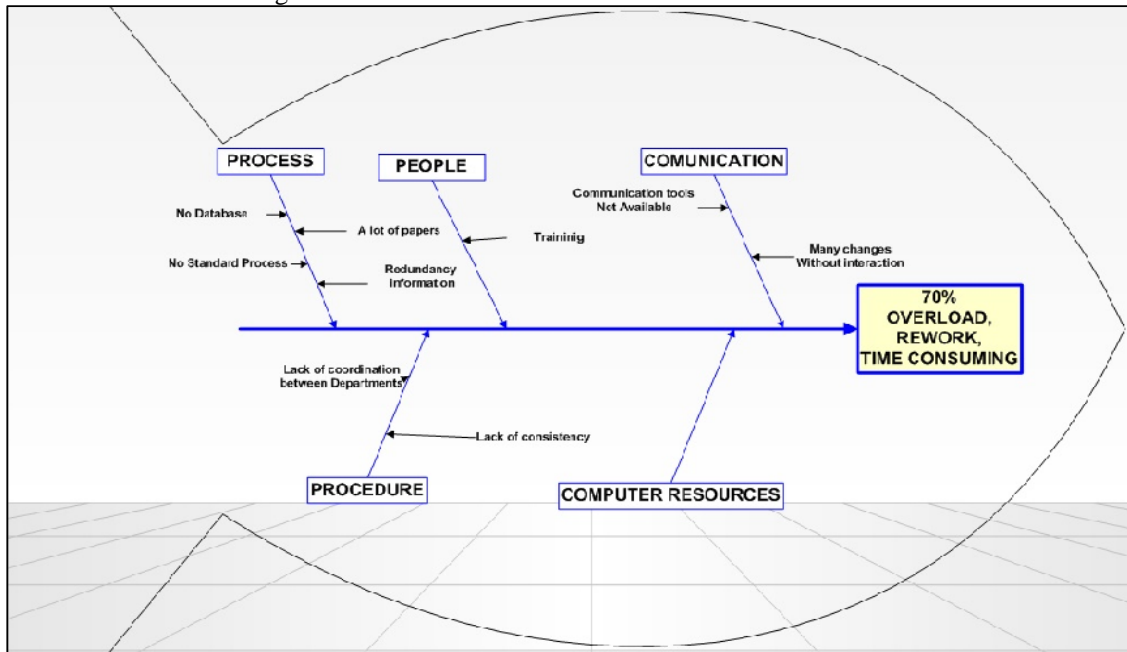 PROCESS
PEOPLE
COMUNICATION
Communication tools
Not Available
No Database
A lot of papers
Traininig
No Standard Process
Redundancy
Information
Many changes
Without interaction
70%
OVERLOAD,
REWORK,
TIME CONSUMING
Lack of coordination
between Departments
Lack of consistency
PROCEDURE
COMPUTER RESOURCES